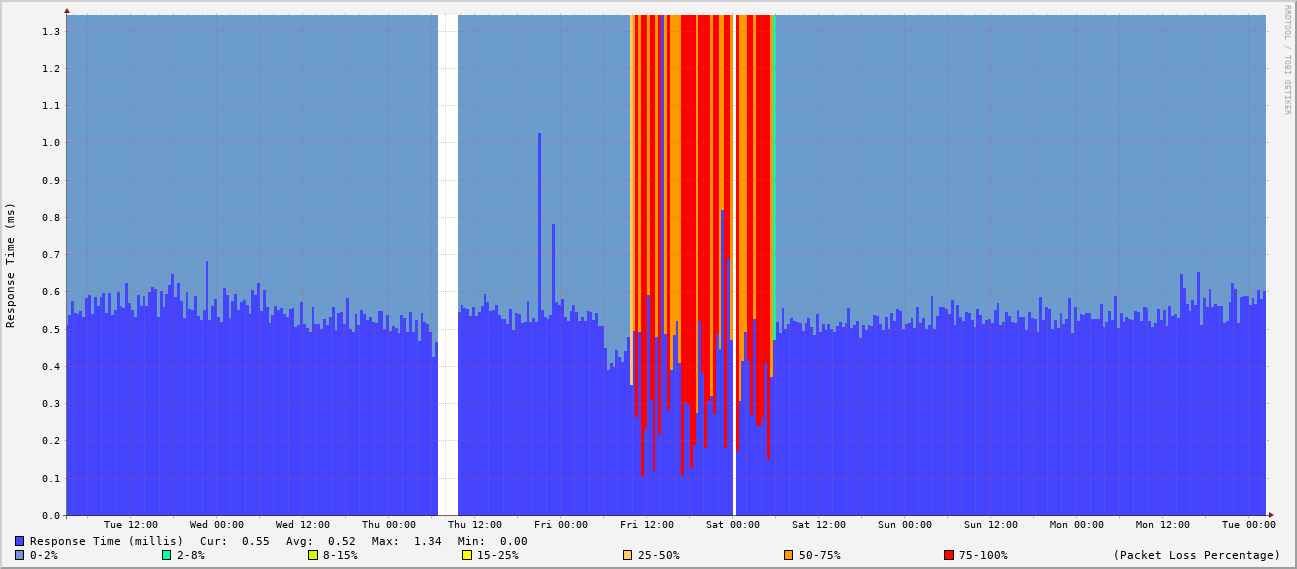 RRDTOOL / TOBI OETIKER
Response Time (ms)
1.3
1.2
1.1
1.0
0.9
0.8
0.7
0.6
0.5
0.4
0.3
0.2
0.1
0.0
Tue 12:00 Wed 00:00 Wed 12:00 Thu 00:00 Thu 12:00 Fri 00:00 Fri 12:00 Sat 00:00 Sat 12:00 Sun 00:00 Sun 12:00 Mon 00:00 Mon 12:00 Tue 00:00
Response Time (millis) Cur: 0.55 Avg: 0.52 Max: 1.34 Min: 0.00
0-2% 2-8% 8-15% 15-25% 25-50% 50-75% 75-100% (Packet Loss Percentage)